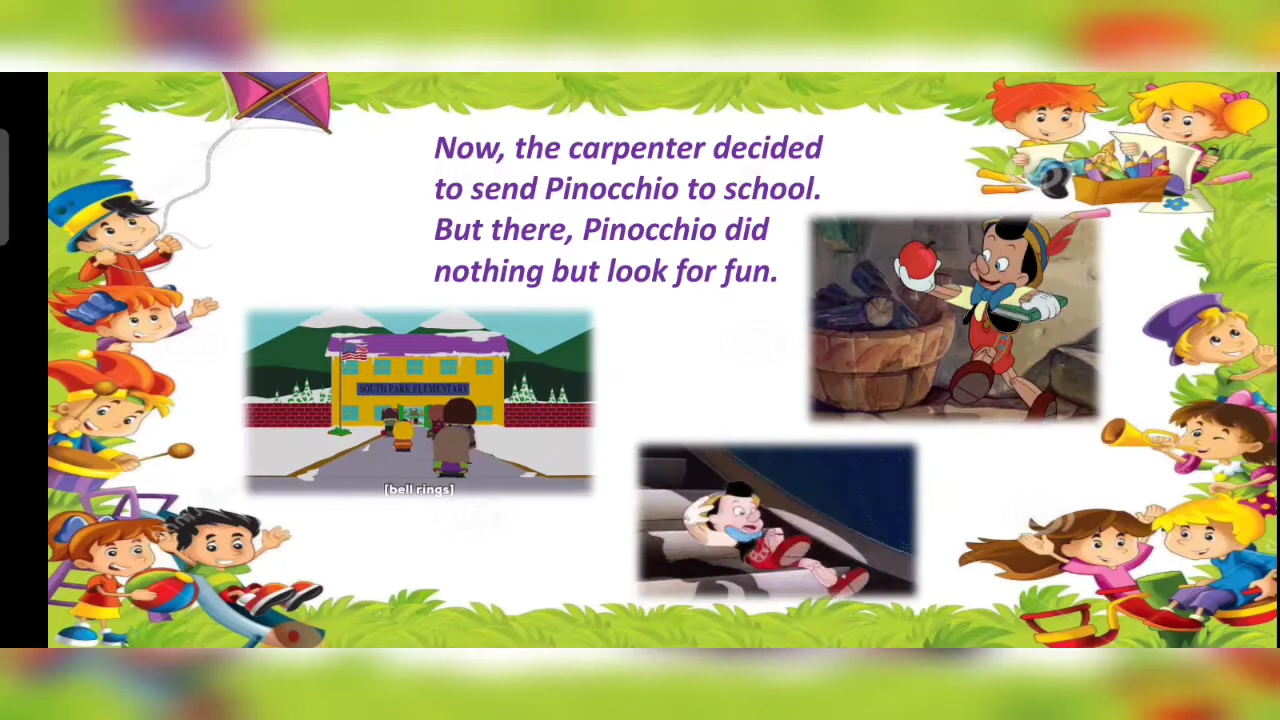 Now, the carpenter decided
to send Pinocchio to school.
But there, Pinocchio did
nothing but look for fun.
SOUTH PARK ELEMENTARY
[bell rings]